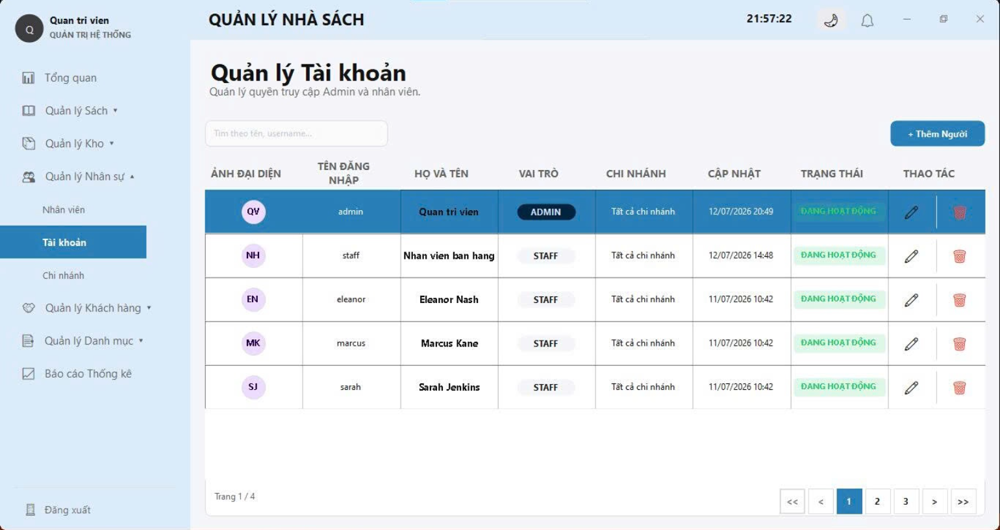 Q
Quan tri vien
QUẢN TRỊ HỆ THỐNG
QUẢN LÝ NHÀ SÁCH
21:57:22
Tổng quan
Quản lý Sách ▾
Quản lý Kho ▾
Quản lý Nhân sự ▴
Nhân viên
Tài khoản
Chi nhánh
Quản lý Khách hàng ▾
Quản lý Danh mục ▾
Báo cáo Thống kê
Đăng xuất
Quản lý Tài khoản
Quản lý quyền truy cập Admin và nhân viên.
Tìm theo tên, username...
+ Thêm Người
ẢNH ĐẠI DIỆN TÊN ĐĂNG NHẬP HỌ VÀ TÊN VAI TRÒ CHI NHÁNH CẬP NHẬT TRẠNG THÁI THAO TÁC
QV admin Quan tri vien ADMIN Tất cả chi nhánh 12/07/2026 20:49 ĐANG HOẠT ĐỘNG
NH staff Nhan vien ban hang STAFF Tất cả chi nhánh 12/07/2026 14:48 ĐANG HOẠT ĐỘNG
EN eleanor Eleanor Nash STAFF Tất cả chi nhánh 11/07/2026 10:42 ĐANG HOẠT ĐỘNG
MK marcus Marcus Kane STAFF Tất cả chi nhánh 11/07/2026 10:42 ĐANG HOẠT ĐỘNG
SJ sarah Sarah Jenkins STAFF Tất cả chi nhánh 11/07/2026 10:42 ĐANG HOẠT ĐỘNG
Trang 1 / 4
<< < 1 2 3 > >>